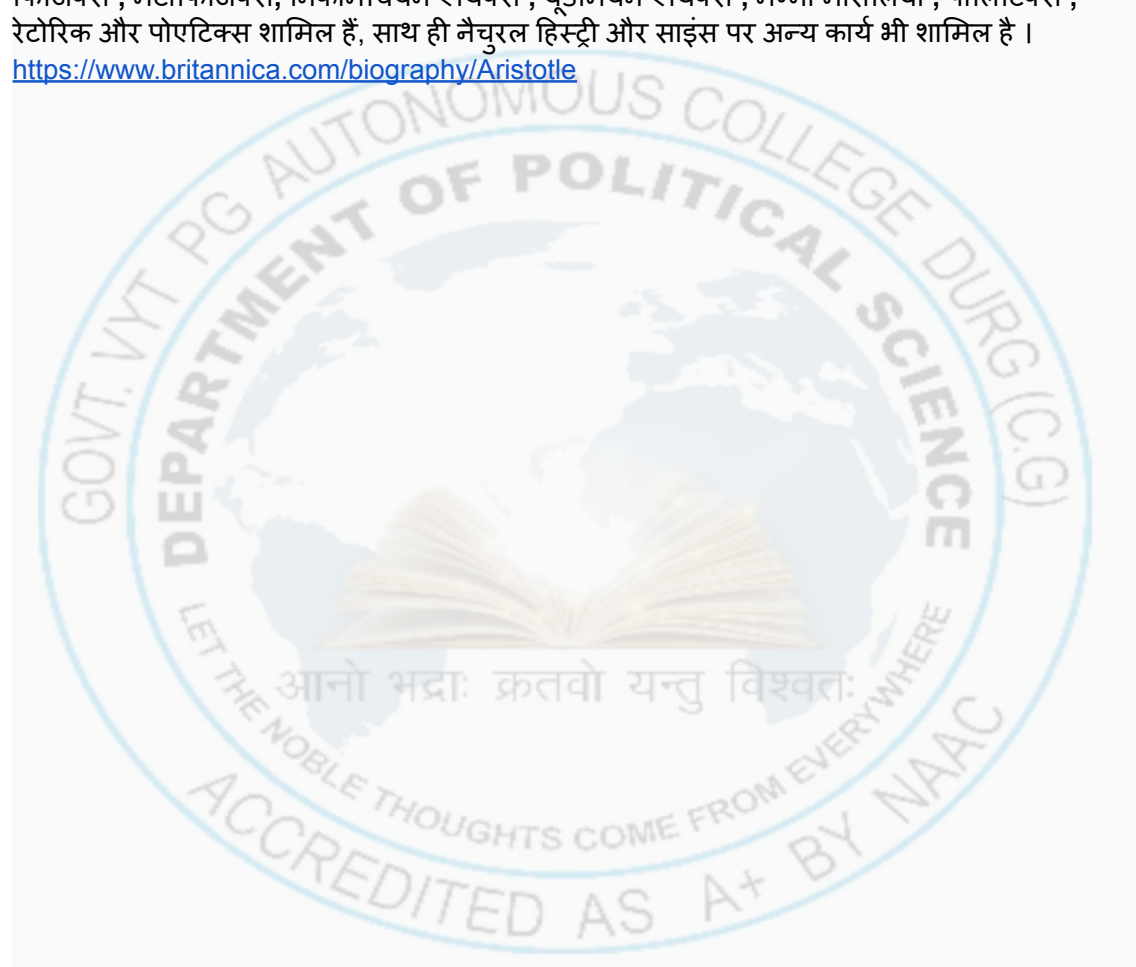 रेटोरिक और पोएटिक्स शामिल हैं, साथ ही नैचुरल हिस्ट्री और साइंस पर अन्य कार्य भी शामिल है ।
https://www.britannica.com/biography/Aristotle
GOVT. VYT PG AUTONOMOUS COLLEGE DURG (C.G)
DEPARTMENT OF POLITICAL SCIENCE
आनो भद्राः क्रतवो यन्तु विश्वतः
LET THE NOBLE THOUGHTS COME FROM EVERYWHERE
ACCREDITED AS A+ BY NAAC